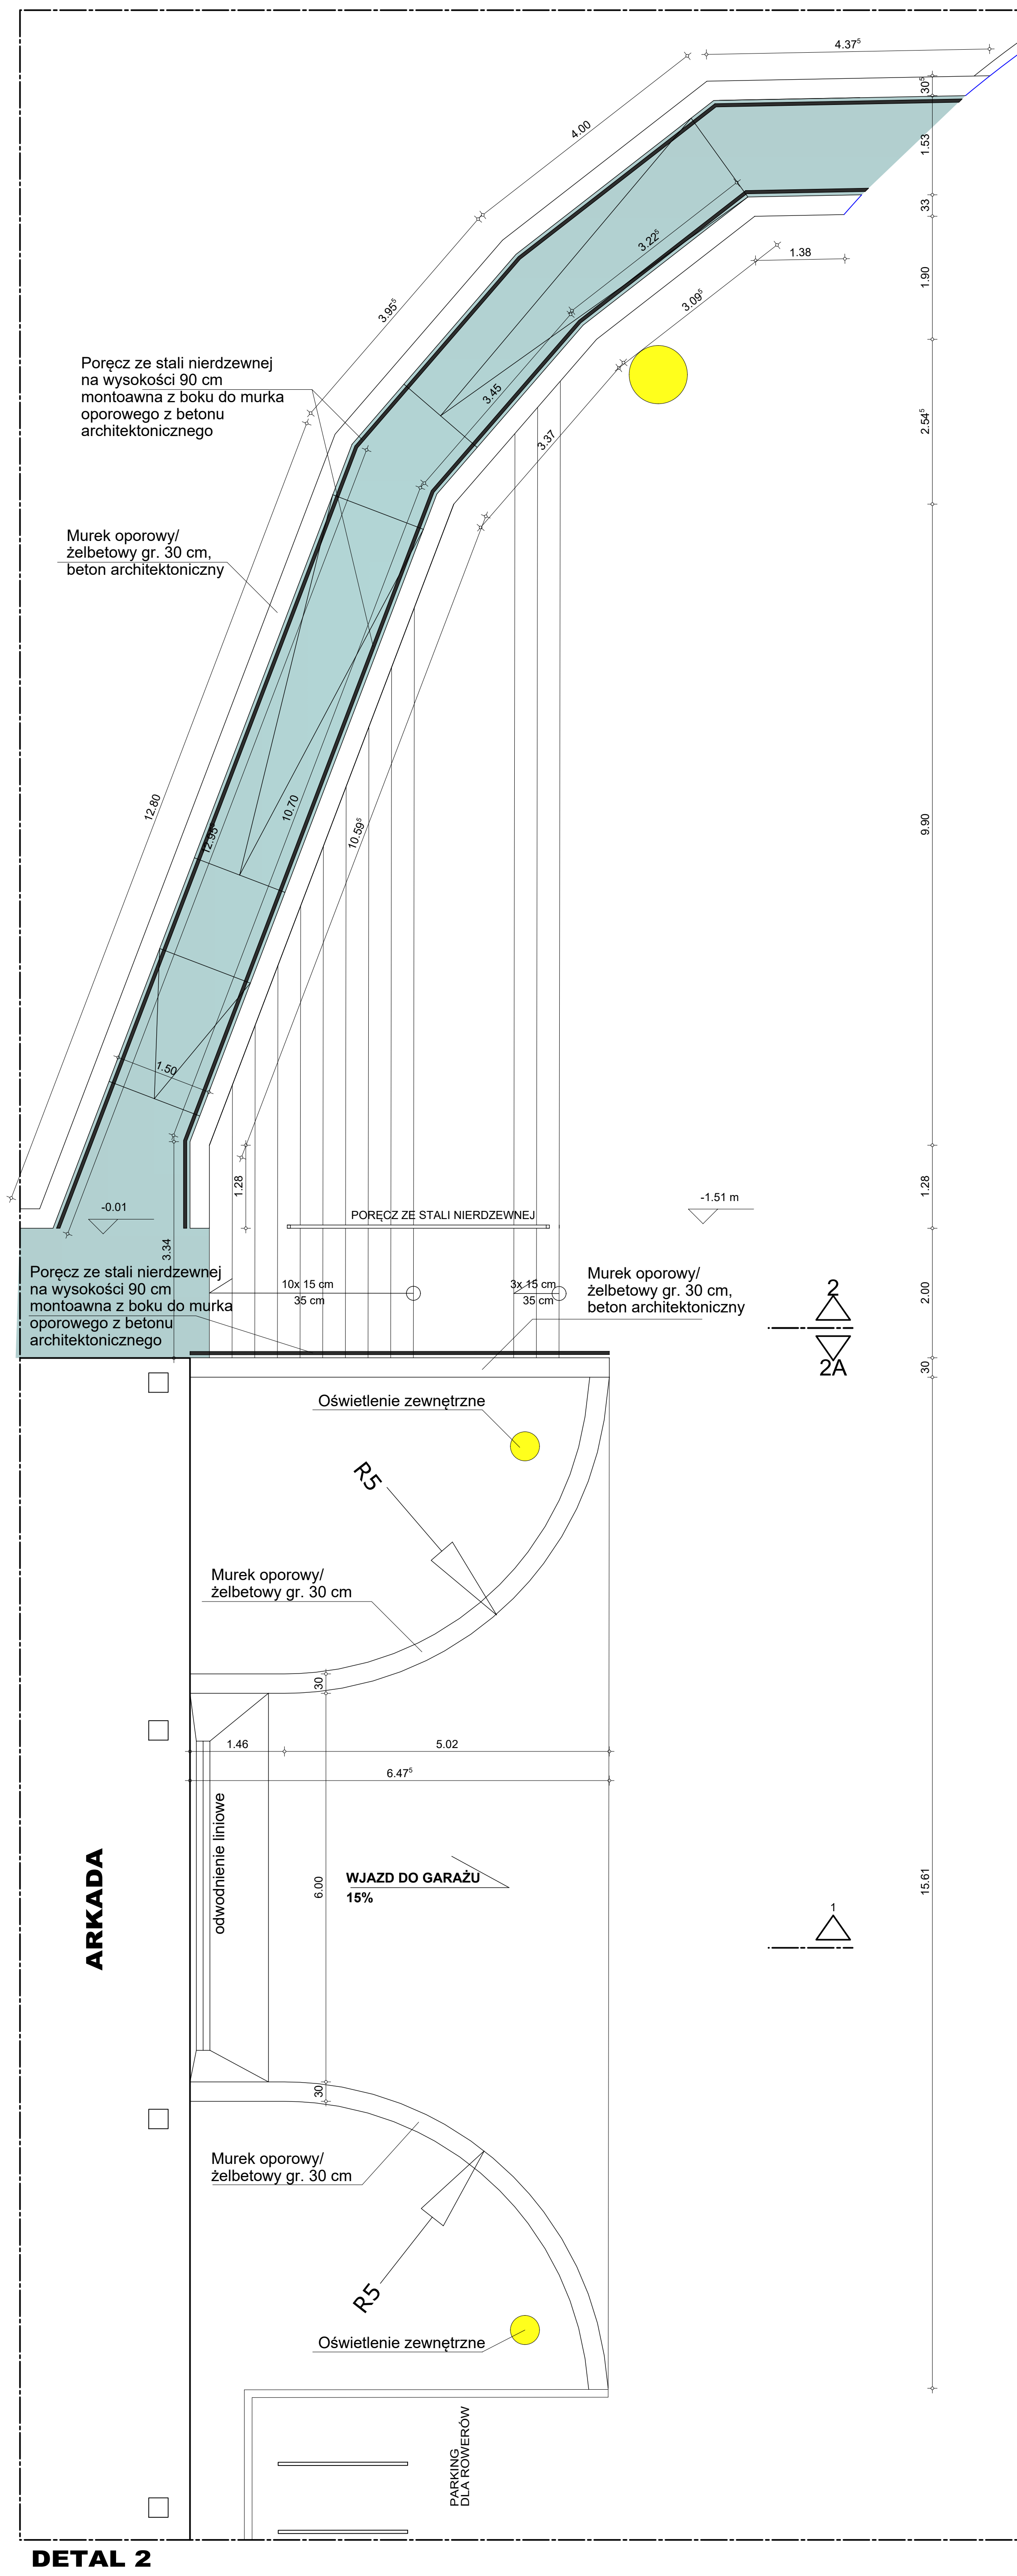 4.37⁵
30⁵
4.00
1.53
33
3.22⁵
1.38
1.90
3.09⁵
3.95⁵
Poręcz ze stali nierdzewnej
na wysokości 90 cm
montoawna z boku do murka
oporowego z betonu
architektonicznego
3.45
2.54⁵
3.37
Murek oporowy/
żelbetowy gr. 30 cm,
beton architektoniczny
12.80
12.95⁵
10.70
10.59⁵
9.90
1.50
1.28
1.28
-0.01
-1.51 m
PORĘCZ ZE STALI NIERDZEWNEJ
3.34
Poręcz ze stali nierdzewnej
na wysokości 90 cm
montoawna z boku do murka
oporowego z betonu
architektonicznego
10x 15 cm
35 cm
3x 15 cm
35 cm
Murek oporowy/
żelbetowy gr. 30 cm,
beton architektoniczny
2
2A
2.00
30
Oświetlenie zewnętrzne
R5
Murek oporowy/
żelbetowy gr. 30 cm
30
1.46
5.02
6.47⁵
odwodnienie liniowe
ARKADA
6.00
WJAZD DO GARAŻU
15%
1
15.61
30
Murek oporowy/
żelbetowy gr. 30 cm
R5
Oświetlenie zewnętrzne
PARKING
DLA ROWERÓW
DETAL 2